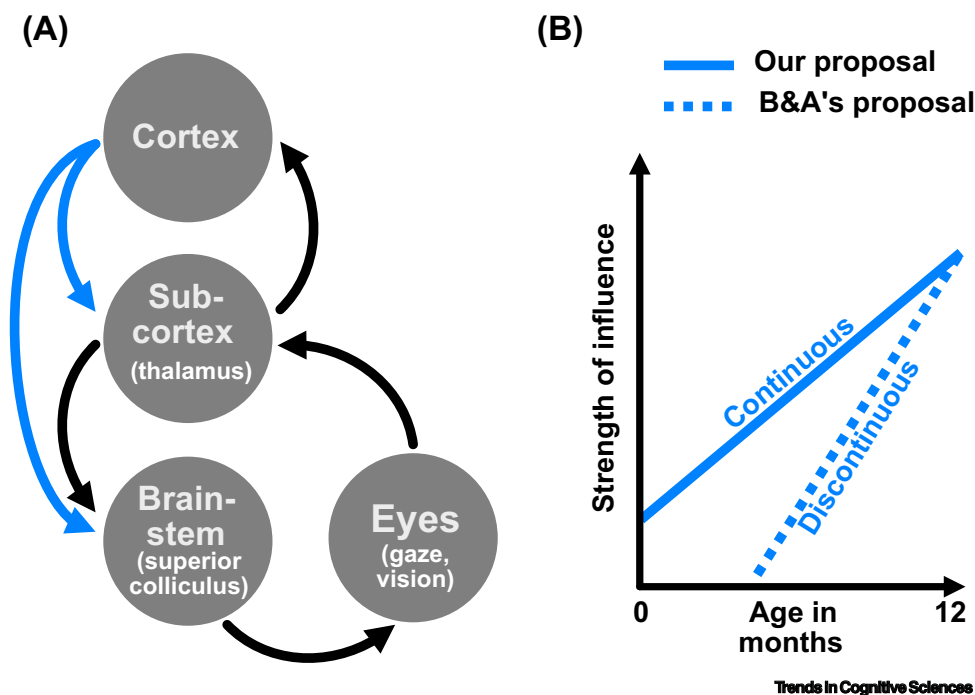 (A)
Cortex
Sub-
cortex
(thalamus)
Brain-
stem
(superior
colliculus)
Eyes
(gaze,
vision)
(B)
Our proposal
B&A's proposal
Strength of influence
Continuous
Discontinuous
0
Age in
months
12
Trends in Cognitive Sciences